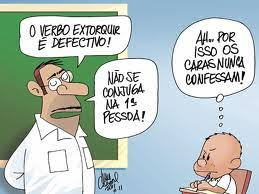 O VERBO EXTORQUIR
É DEFECTIVO!
NÃO SE
CONJUGA
NA 1ª
PESSOA!
AH... POR
ISSO OS
CARAS NUNCA
CONFESSAM!